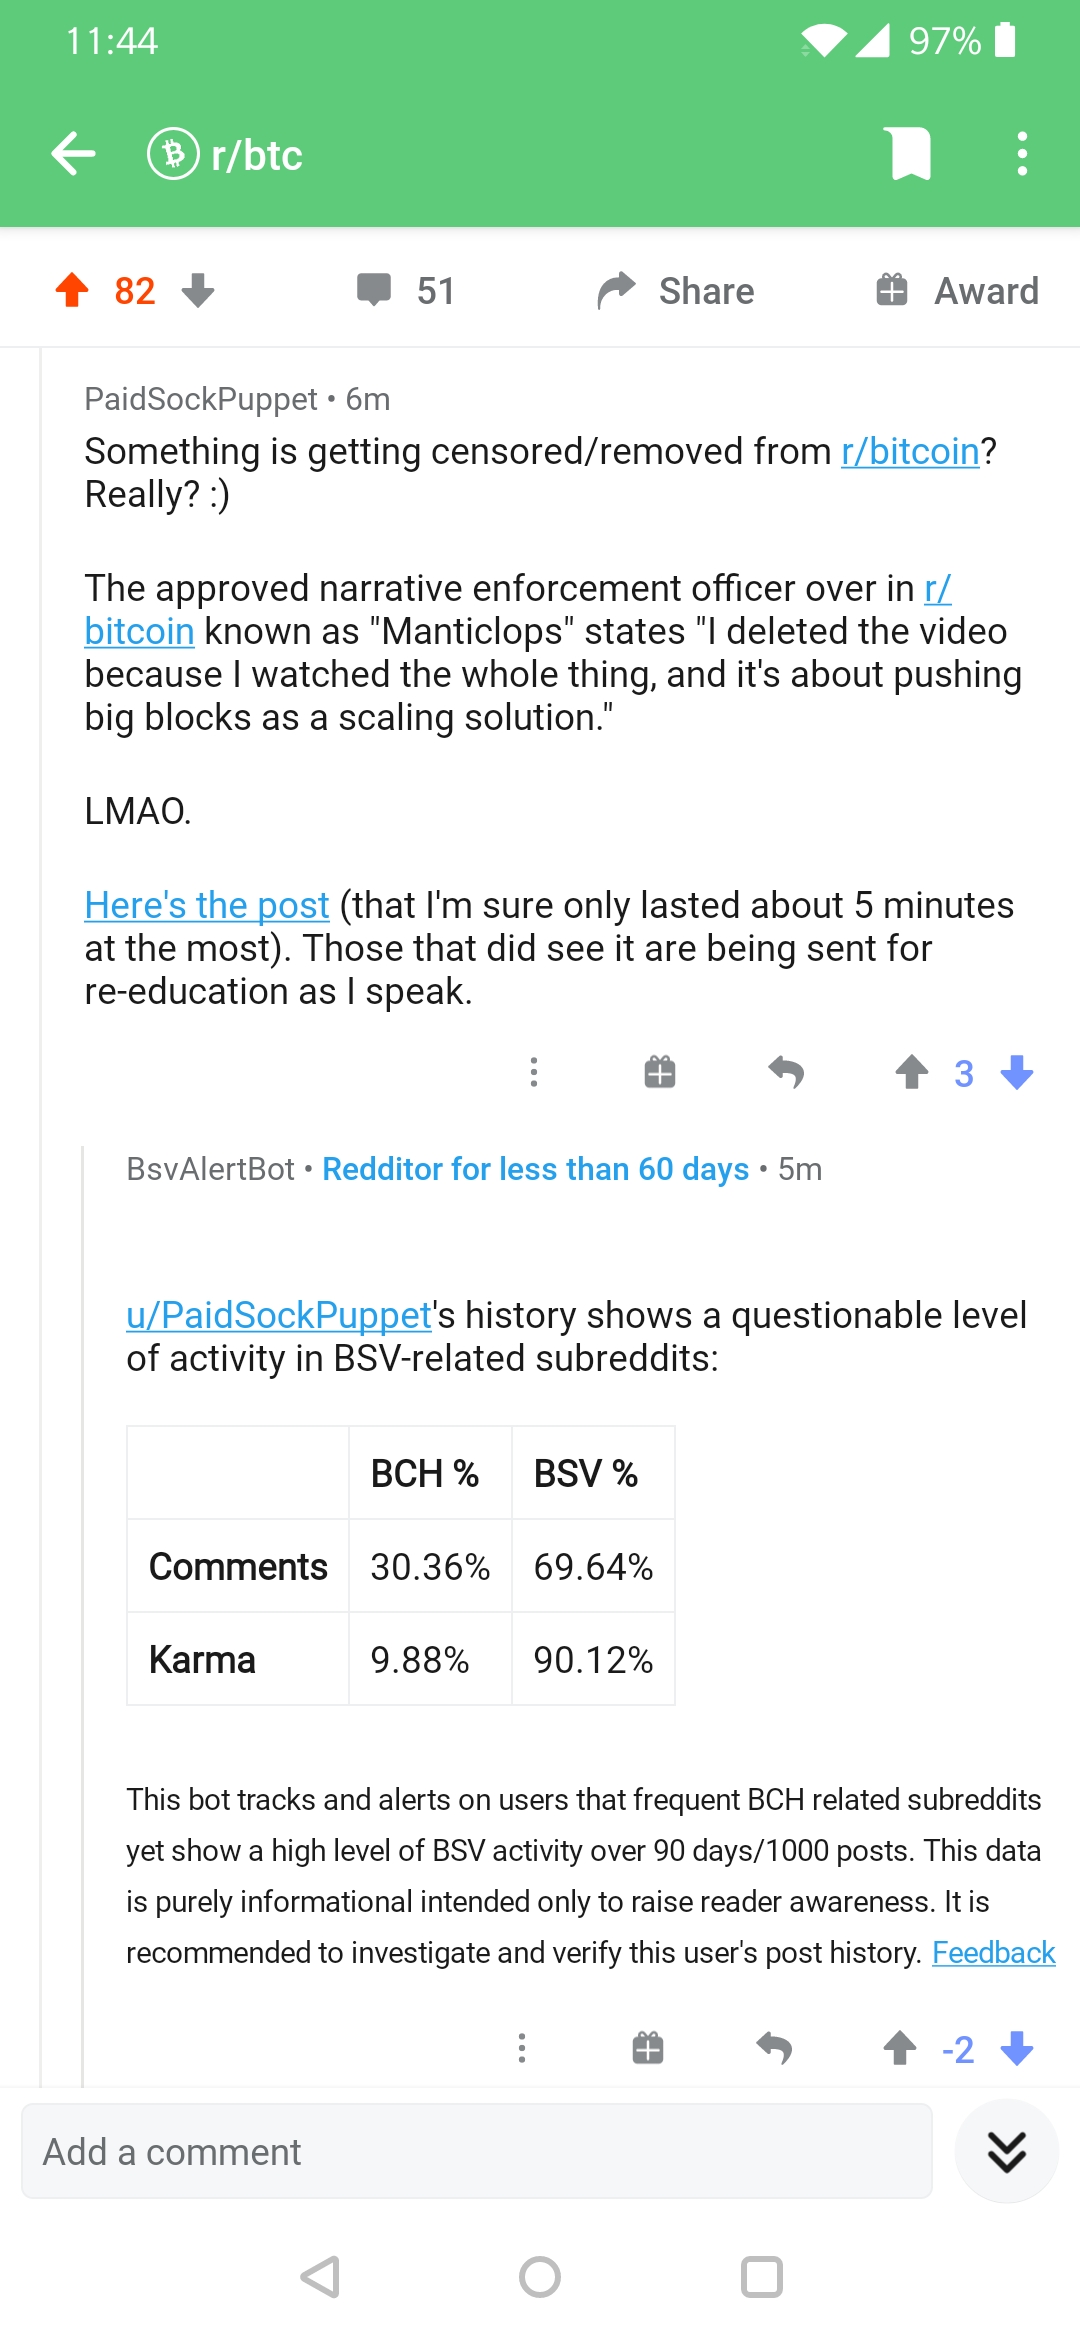 11:44
97%
r/btc
82
51
Share
Award
PaidSockPuppet • 6m
Something is getting censored/removed from r/bitcoin?
Really? :)
The approved narrative enforcement officer over in r/
bitcoin known as "Manticlops" states "I deleted the video
because I watched the whole thing, and it's about pushing
big blocks as a scaling solution."
LMAO.
Here's the post (that I'm sure only lasted about 5 minutes
at the most). Those that did see it are being sent for
re-education as I speak.
3
BsvAlertBot • Redditor for less than 60 days • 5m
u/PaidSockPuppet's history shows a questionable level
of activity in BSV-related subreddits:
BCH % BSV %
Comments 30.36% 69.64%
Karma 9.88% 90.12%
This bot tracks and alerts on users that frequent BCH related subreddits
yet show a high level of BSV activity over 90 days/1000 posts. This data
is purely informational intended only to raise reader awareness. It is
recommended to investigate and verify this user's post history. Feedback
-2
Add a comment